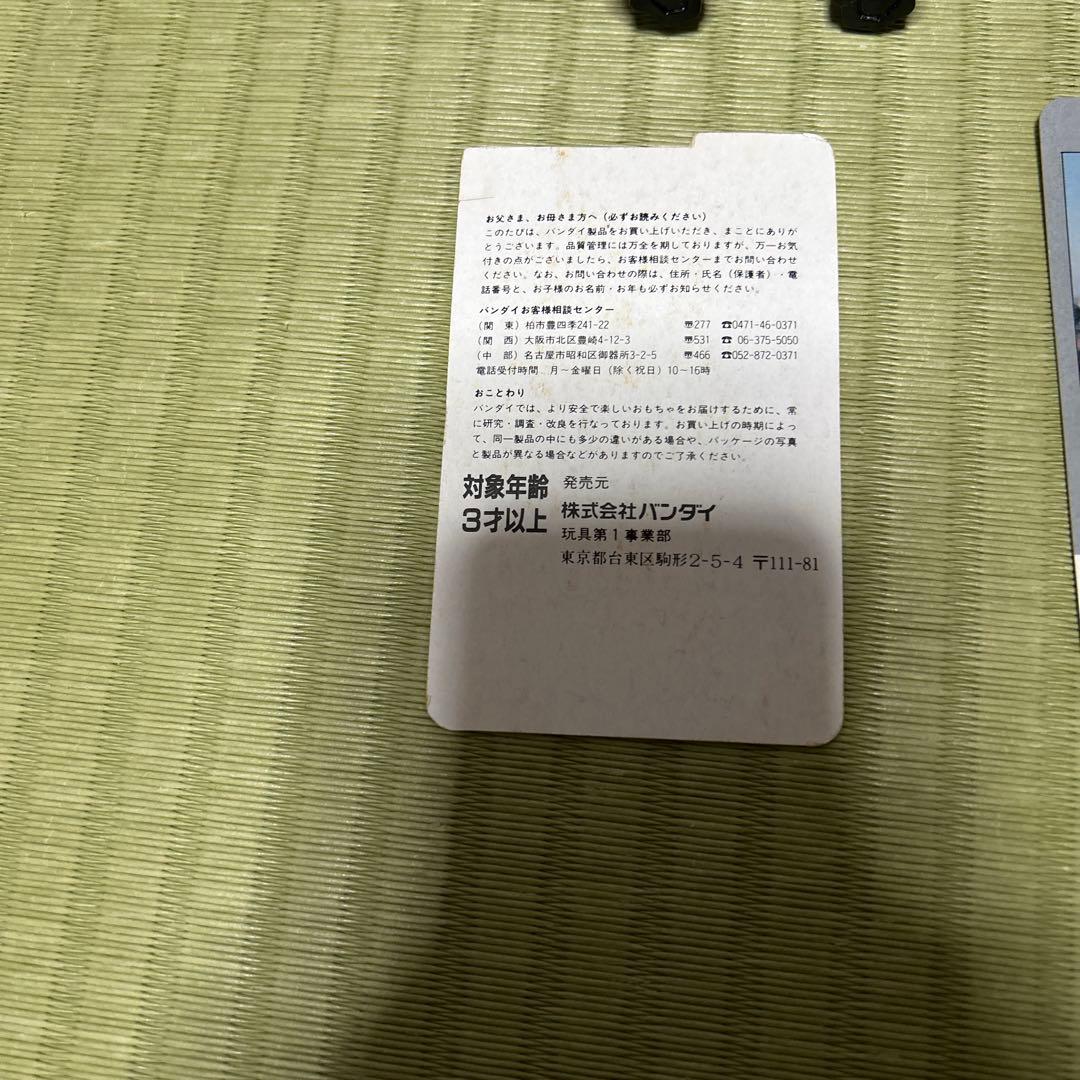 お父さま、お母さま方へ(必ずお読みください)
このたびは、バンダイ製品をお買い上げいただき、まことにありが
とうございます。品質管理には万全を期しておりますが、万一お気
付きの点がございましたら、お客様相談センターまでお問い合わせ
ください。なお、お問い合わせの際は、住所・氏名(保護者)・電
話番号と、お子様のお名前・お年も必ずお知らせください。
バンダイお客様相談センター
(関 東)柏市豊四季241-22 〠277 ☎0471-46-0371
(関 西)大阪市北区豊崎4-12-3 〠531 ☎ 06-375-5050
(中 部)名古屋市昭和区御器所3-2-5 〠466 ☎052-872-0371
電話受付時間 月〜金曜日(除く祝日)10〜16時
おことわり
バンダイでは、より安全で楽しいおもちゃをお届けするために、常
に研究・調査・改良を行なっております。お買い上げの時期によっ
て、同一製品の中にも多少の違いがある場合や、パッケージの写真
と製品が異なる場合などがありますのでご了承ください。
対象年齢
3才以上
発売元
株式会社バンダイ
玩具第1事業部
東京都台東区駒形2-5-4 〒111-81